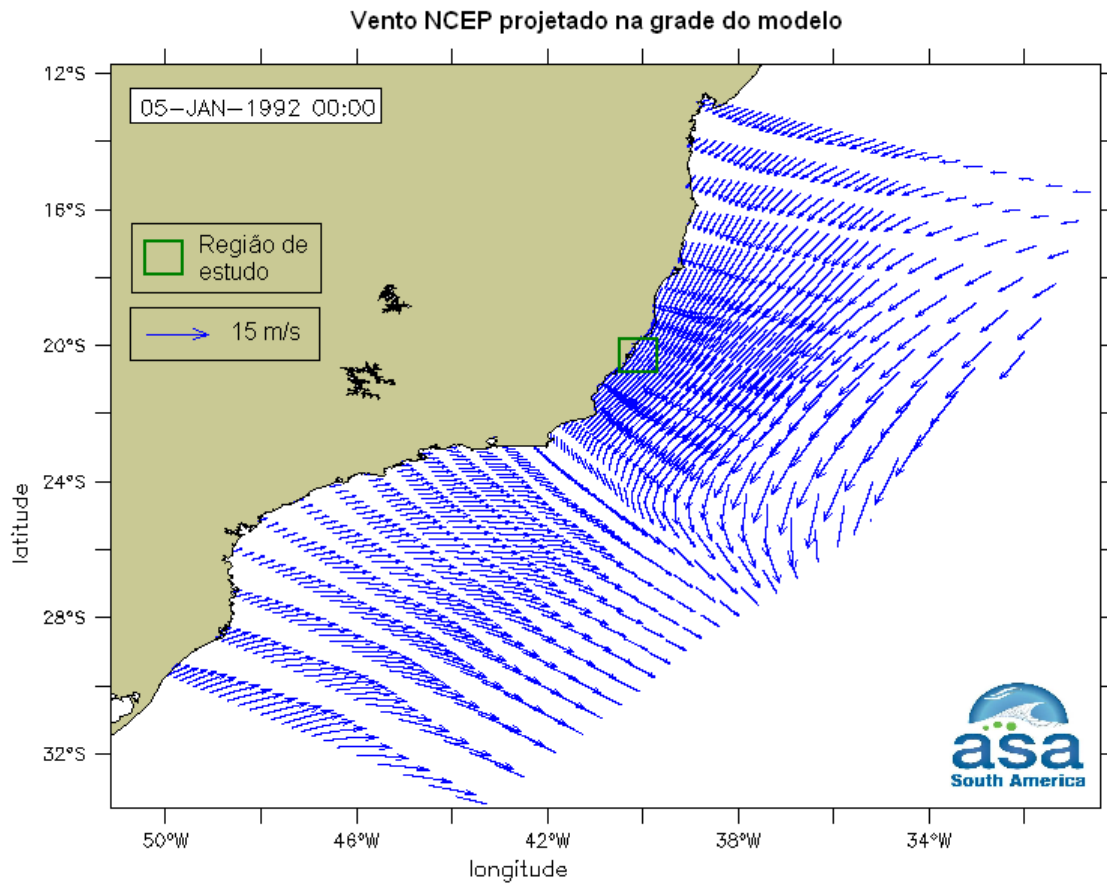 Vento NCEP projetado na grade do modelo
05-JAN-1992 00:00
Região de
estudo
15 m/s
12°S
16°S
20°S
24°S
28°S
32°S
latitude
50°W
46°W
42°W
38°W
34°W
longitude
asa
South America